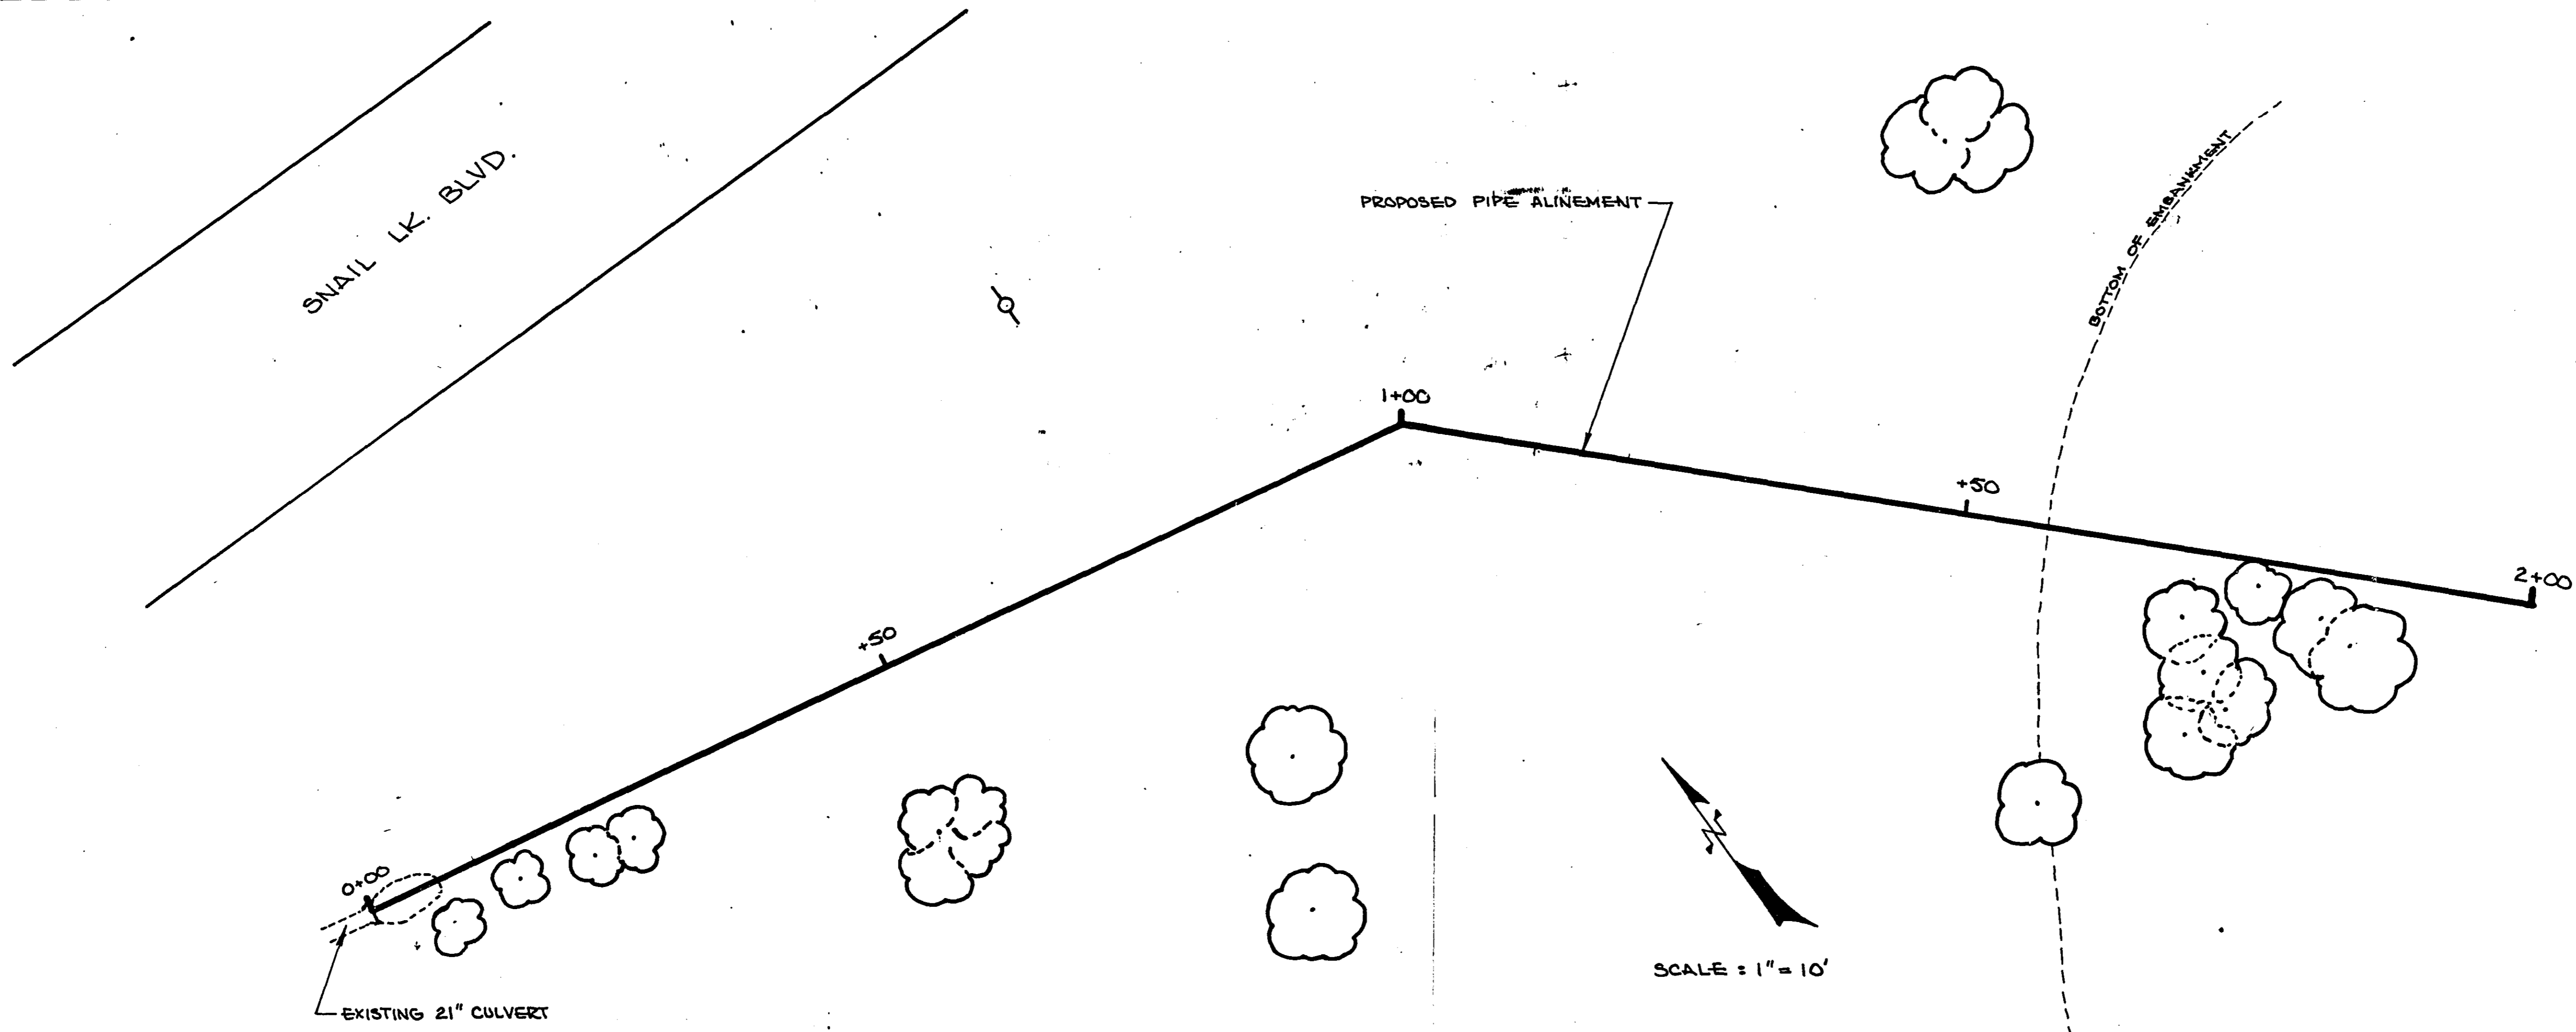 SNAIL LK. BLVD.
PROPOSED PIPE ALINEMENT
BOTTOM OF EMBANKMENT
1+00
+50
2+00
+50
0+00
SCALE : 1" = 10'
EXISTING 21" CULVERT